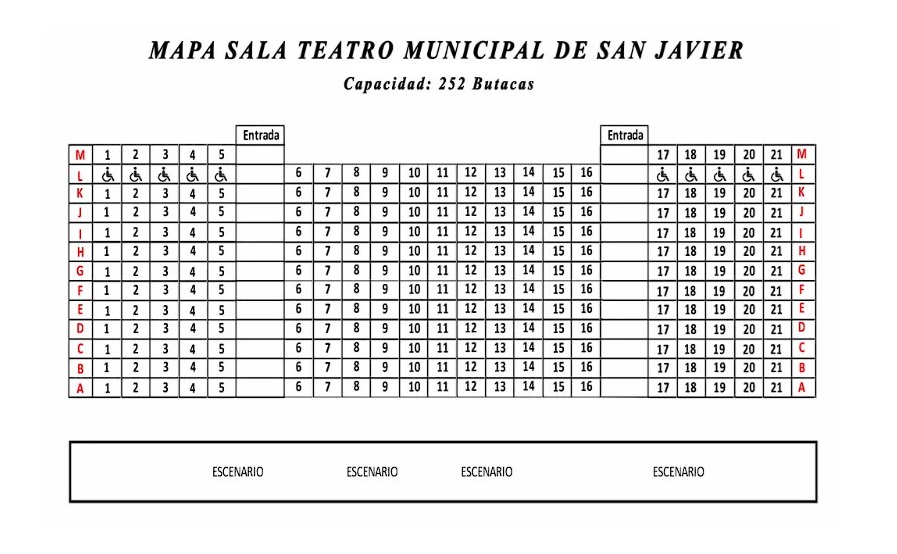 MAPA SALA TEATRO MUNICIPAL DE SAN JAVIER
Capacidad: 252 Butacas
Entrada Entrada
M 1 2 3 4 5 17 18 19 20 21 M
L 6 7 8 9 10 11 12 13 14 15 16 L
K 1 2 3 4 5 6 7 8 9 10 11 12 13 14 15 16 17 18 19 20 21 K
J 1 2 3 4 5 6 7 8 9 10 11 12 13 14 15 16 17 18 19 20 21 J
I 1 2 3 4 5 6 7 8 9 10 11 12 13 14 15 16 17 18 19 20 21 I
H 1 2 3 4 5 6 7 8 9 10 11 12 13 14 15 16 17 18 19 20 21 H
G 1 2 3 4 5 6 7 8 9 10 11 12 13 14 15 16 17 18 19 20 21 G
F 1 2 3 4 5 6 7 8 9 10 11 12 13 14 15 16 17 18 19 20 21 F
E 1 2 3 4 5 6 7 8 9 10 11 12 13 14 15 16 17 18 19 20 21 E
D 1 2 3 4 5 6 7 8 9 10 11 12 13 14 15 16 17 18 19 20 21 D
C 1 2 3 4 5 6 7 8 9 10 11 12 13 14 15 16 17 18 19 20 21 C
B 1 2 3 4 5 6 7 8 9 10 11 12 13 14 15 16 17 18 19 20 21 B
A 1 2 3 4 5 6 7 8 9 10 11 12 13 14 15 16 17 18 19 20 21 A
ESCENARIO ESCENARIO ESCENARIO ESCENARIO